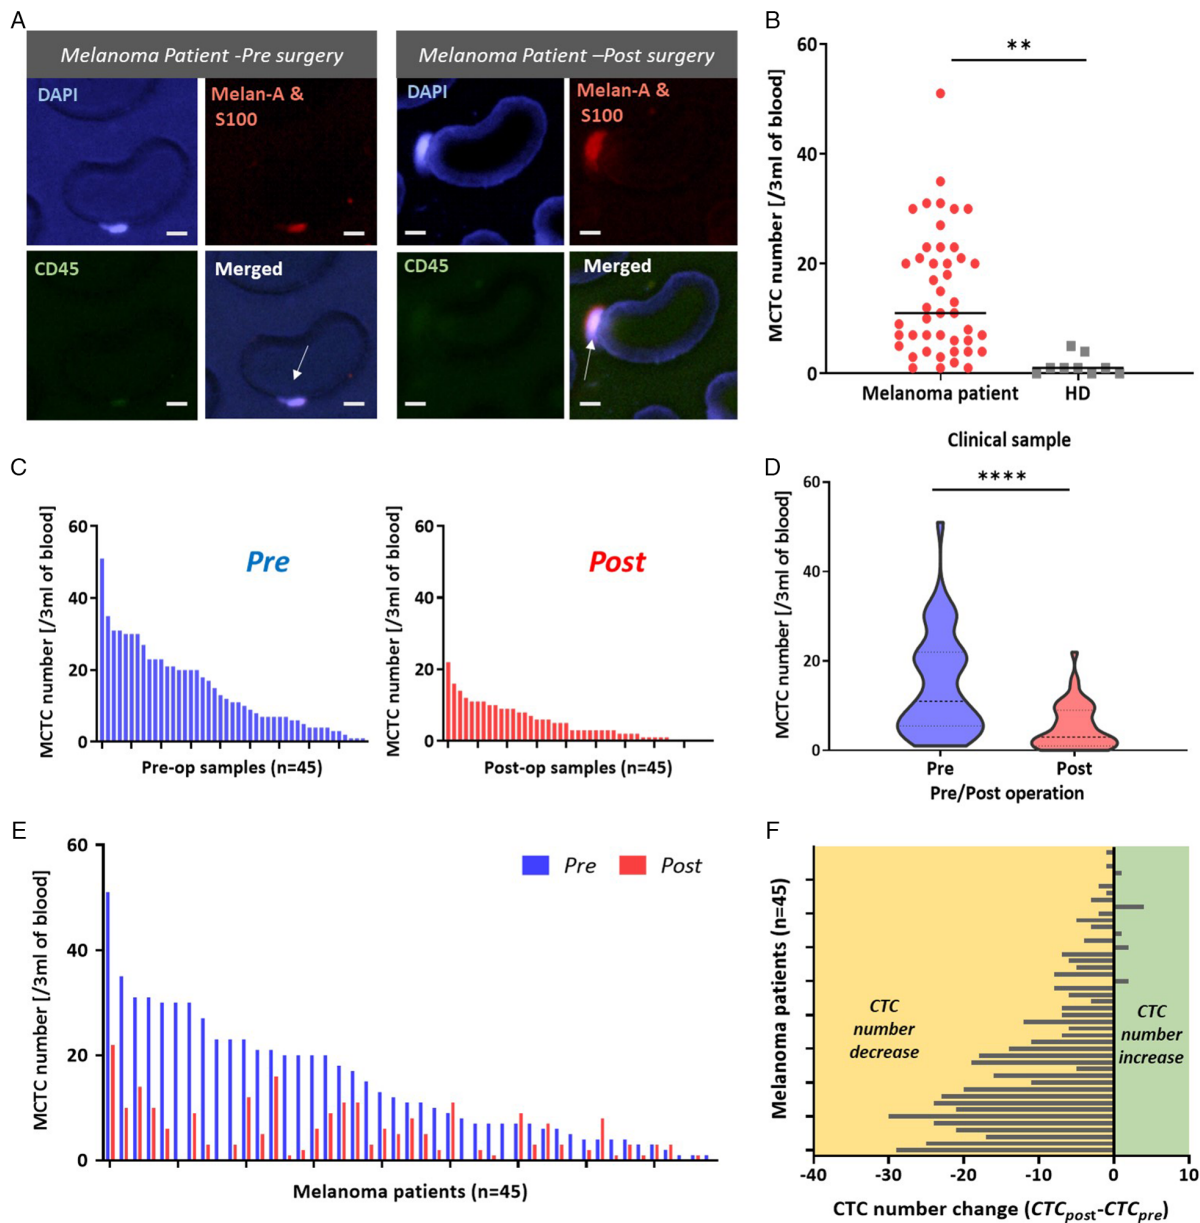 A
Melanoma Patient -Pre surgery
Melanoma Patient –Post surgery
DAPI
Melan-A &
S100
DAPI
Melan-A &
S100
CD45
Merged
CD45
Merged
B
MCTC number [/3ml of blood]
60
40
20
0
**
Melanoma patient
HD
Clinical sample
C
MCTC number [/3ml of blood]
60
40
20
0
Pre
Pre-op samples (n=45)
MCTC number [/3ml of blood]
60
40
20
0
Post
Post-op samples (n=45)
D
MCTC number [/3ml of blood]
60
40
20
0
****
Pre
Post
Pre/Post operation
E
MCTC number [/3ml of blood]
60
40
20
0
Pre
Post
Melanoma patients (n=45)
F
Melanoma patients (n=45)
CTC
number
decrease
CTC
number
increase
-40
-30
-20
-10
0
10
CTC number change (CTCpost-CTCpre)